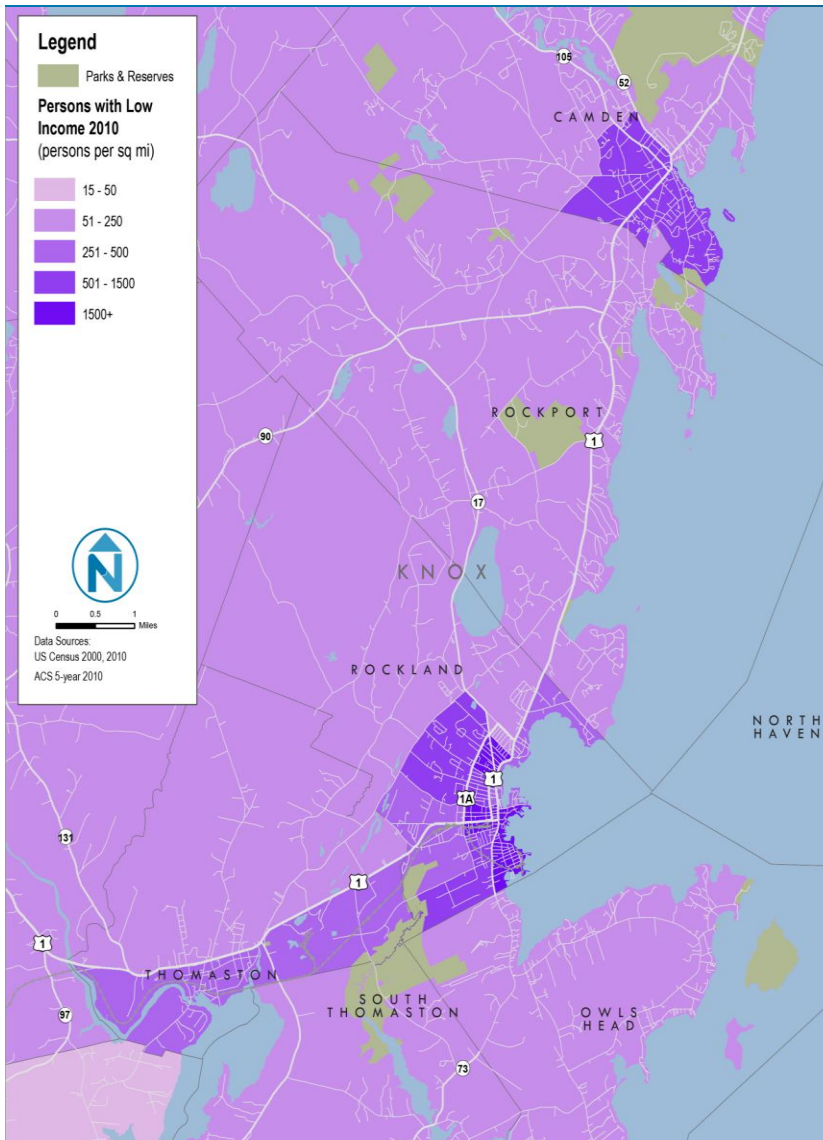 Legend
Parks & Reserves
Persons with Low
Income 2010
(persons per sq mi)
15 - 50
51 - 250
251 - 500
501 - 1500
1500+
N
0 0.5 1
Miles
Data Sources:
US Census 2000, 2010
ACS 5-year 2010
105
52
CAMDEN
ROCKPORT
1
90
17
KNOX
ROCKLAND
NORTH
HAVEN
1
1A
131
1
1
THOMASTON
97
SOUTH
THOMASTON
OWLS
HEAD
73